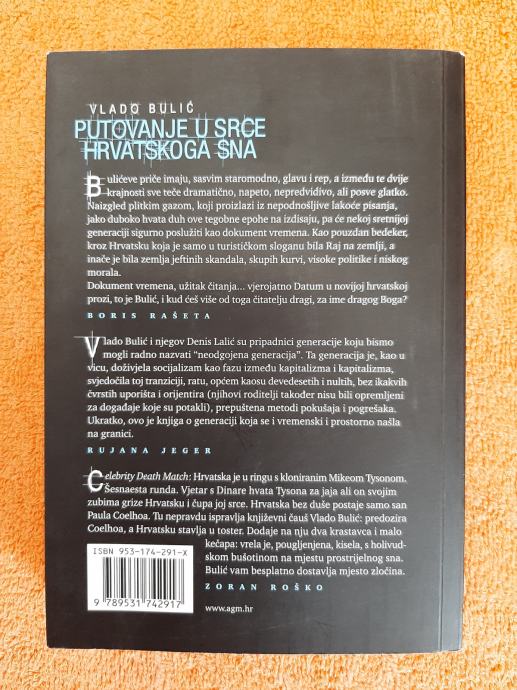 VLADO BULIĆ
PUTOVANJE U SRCE
HRVATSKOGA SNA
Bulićeve priče imaju, sasvim staromodno, glavu i rep, a između te dvije
krajnosti sve teče dramatično, napeto, nepredvidivo, ali posve glatko.
Naizgled plitkim gazom, koji proizlazi iz nepodnošljive lakoće pisanja,
jako duboko hvata duh ove tegobne epohe na izdisaju, pa će nekoj sretnijoj
generaciji sigurno poslužiti kao dokument vremena. Kao pouzdan bedeker,
kroz Hrvatsku koja je samo u turističkom sloganu bila Raj na zemlji, a
inače je bila zemlja jeftinih skandala, skupih kurvi, visoke politike i niskog
morala.
Dokument vremena, užitak čitanja... vjerojatno Datum u novijoj hrvatskoj
prozi, to je Bulić, i kud ćeš više od toga čitatelju dragi, za ime dragog Boga?
BORIS RAŠETA
Vlado Bulić i njegov Denis Lalić su pripadnici generacije koju bismo
mogli radno nazvati "neodgojena generacija". Ta generacija je, kao u
vicu, doživjela socijalizam kao fazu između kapitalizma i kapitalizma,
svjedočila toj tranziciji, ratu, općem kaosu devedesetih i nultih, bez ikakvih
čvrstih uporišta i orijentira (njihovi roditelji također nisu bili opremljeni
za događaje koje su potakli), prepuštena metodi pokušaja i pogrešaka.
Ukratko, ovo je knjiga o generaciji koja se i vremenski i prostorno našla
na granici.
RUJANA JEGER
Celebrity Death Match: Hrvatska je u ringu s kloniranim Mikeom Tysonom.
Šesnaesta runda. Vjetar s Dinare hvata Tysona za jaja ali on svojim
zubima grize Hrvatsku i čupa joj srce. Hrvatska bez duše postaje samo san
Paula Coelhoa. Tu nepravdu ispravlja književni čauš Vlado Bulić: predozira
Coelhoa, a Hrvatsku stavlja u toster. Dodaje na nju dva krastavca i malo
kečapa: vrela je, pougljenjena, kisela, s holivud-
skom bušotinom na mjestu prostrijelnog sna.
Bulić vam besplatno dostavlja mjesto zločina.
ZORAN ROŠKO
www.agm.hr
ISBN 953-174-291-X
9 789531 742917